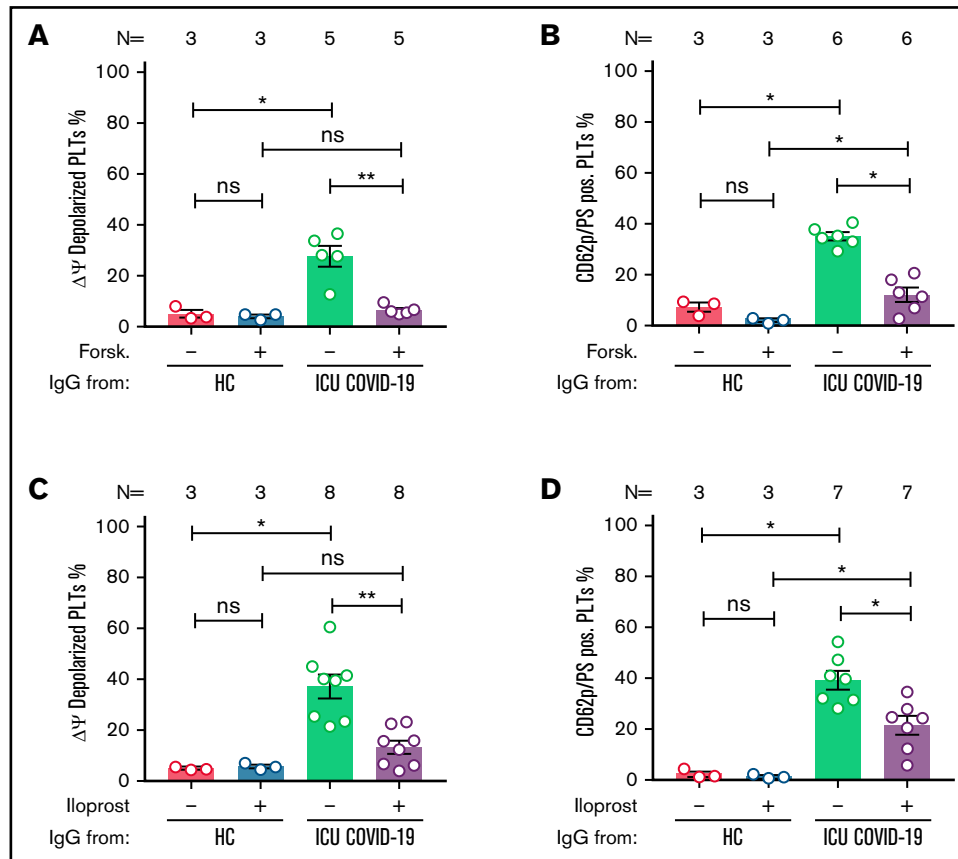 A
N= 3 3 5 5
ΔΨ Depolarized PLTs %
100
80
60
40
20
0
*
ns
ns
**
Forsk. – + – +
IgG from: HC ICU COVID-19
B
N= 3 3 6 6
CD62p/PS pos. PLTs %
100
80
60
40
20
0
*
*
ns
*
Forsk. – + – +
IgG from: HC ICU COVID-19
C
N= 3 3 8 8
ΔΨ Depolarized PLTs %
100
80
60
40
20
0
*
ns
ns
**
Iloprost – + – +
IgG from: HC ICU COVID-19
D
N= 3 3 7 7
CD62p/PS pos. PLTs %
100
80
60
40
20
0
*
*
ns
*
Iloprost – + – +
IgG from: HC ICU COVID-19